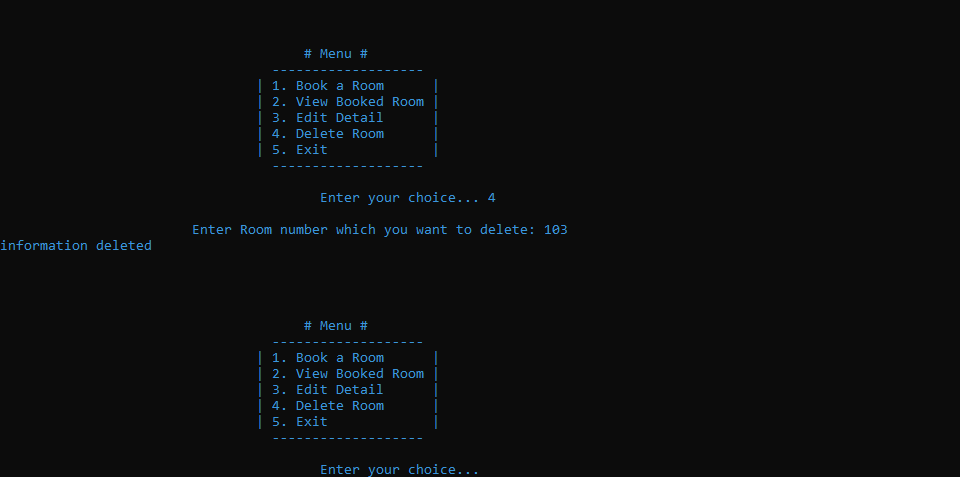 # Menu #
-------------------
| 1. Book a Room      |
| 2. View Booked Room |
| 3. Edit Detail      |
| 4. Delete Room      |
| 5. Exit             |
-------------------
Enter your choice... 4
Enter Room number which you want to delete: 103
information deleted
# Menu #
-------------------
| 1. Book a Room      |
| 2. View Booked Room |
| 3. Edit Detail      |
| 4. Delete Room      |
| 5. Exit             |
-------------------
Enter your choice...